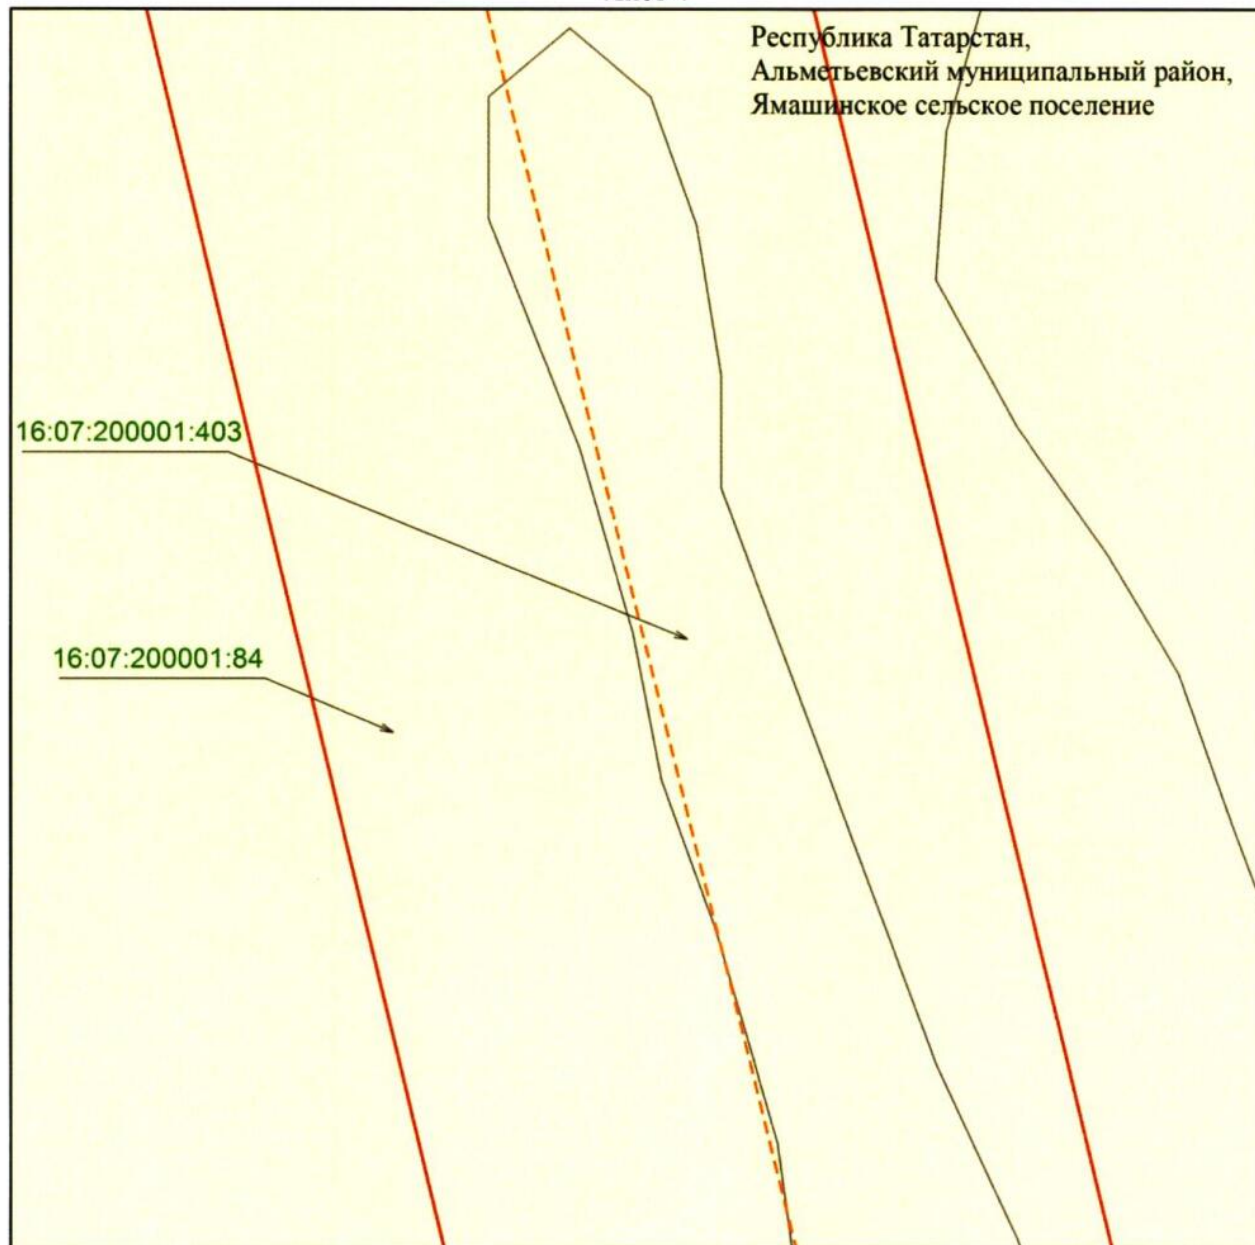 Республика Татарстан,
Альметьевский муниципальный район,
Ямашинское сельское поселение
16:07:200001:403
16:07:200001:84